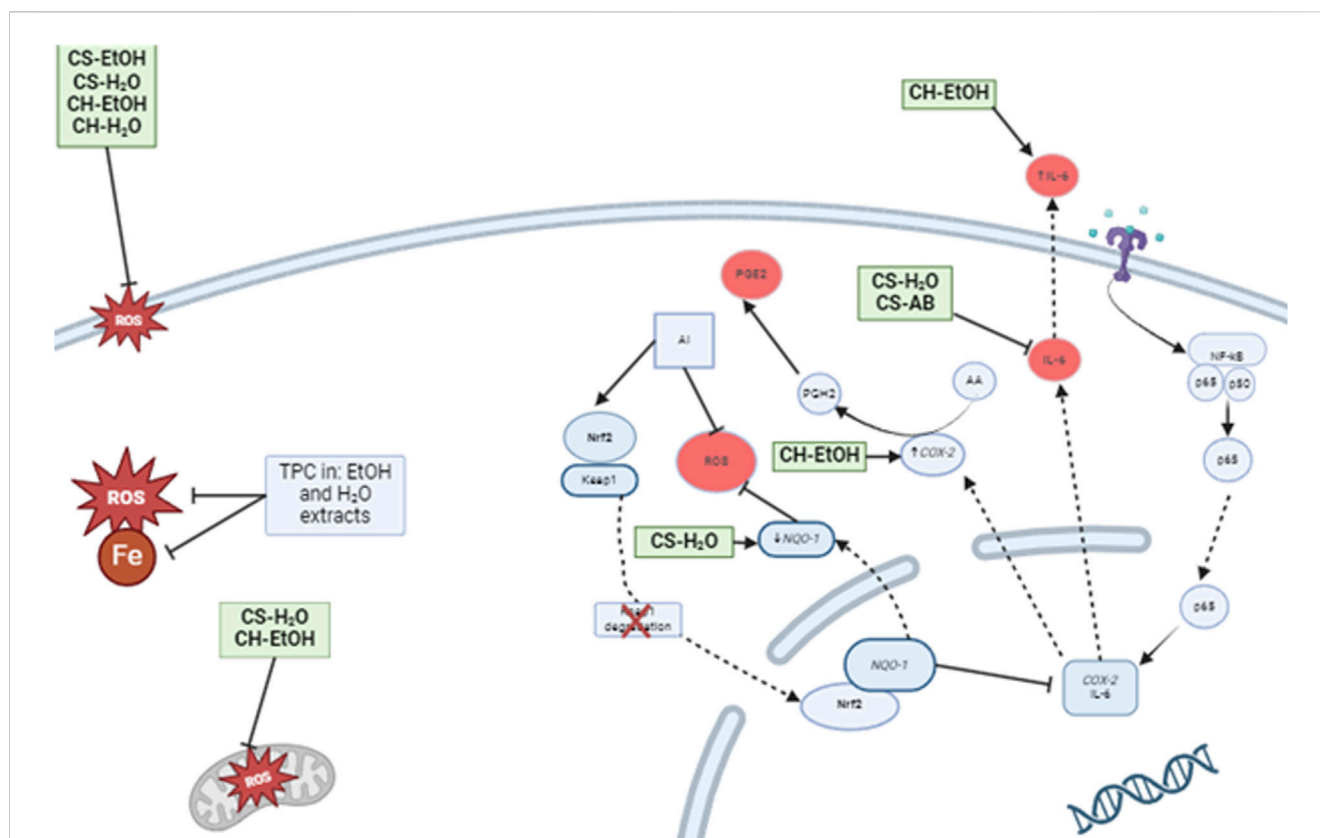 CS-EtOH
CS-H₂O
CH-EtOH
CH-H₂O
ROS
CH-EtOH
↑IL-6
PGE2
CS-H₂O
CS-AB
IL-6
AI
NF-kB
p65
p50
PGH2
AA
Nrf2
Keap1
ROS
CH-EtOH
↑COX-2
p65
ROS
Fe
TPC in: EtOH
and H₂O
extracts
CS-H₂O
↓NQO-1
CS-H₂O
CH-EtOH
degradation
p65
NQO-1
Nrf2
COX-2
IL-6
ROS